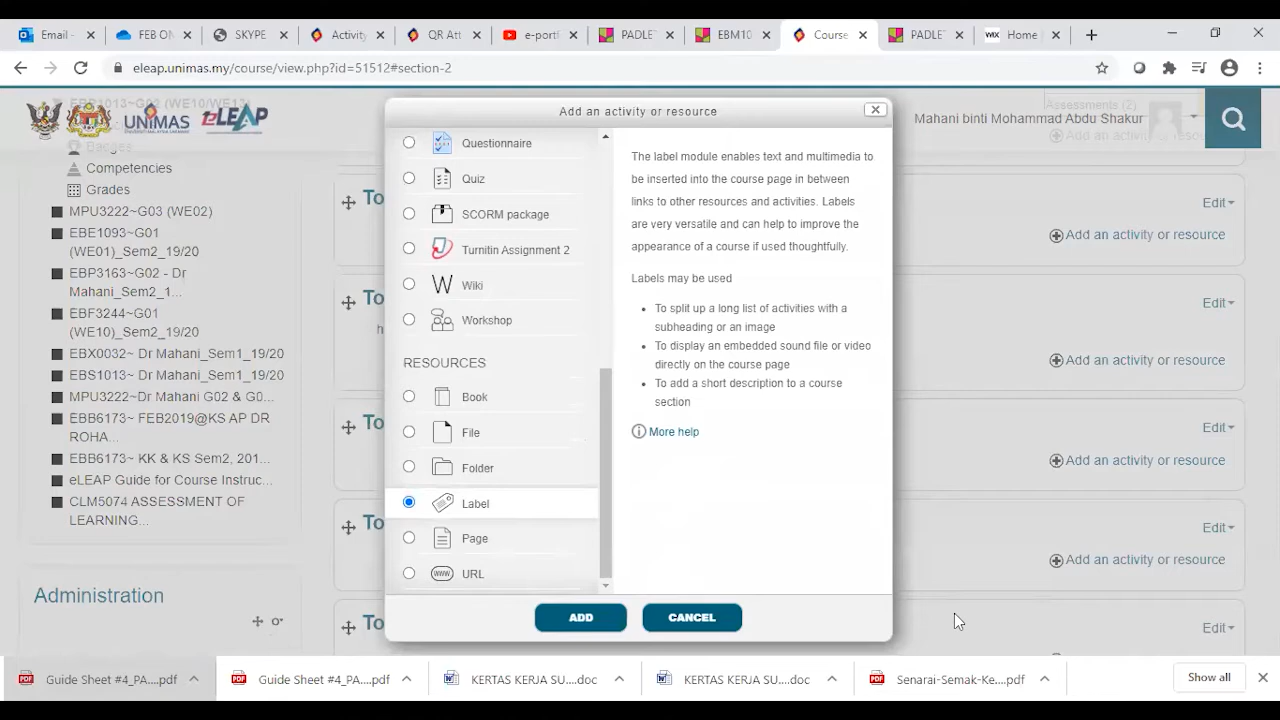 Email -
FEB ON
SKYPE
Activity
QR Att
e-port
PADLE
EBM10
Course
PADLE
WIX Home |
eleap.unimas.my/course/view.php?id=51512#section-2
EBP1013~G02 (WE10/WE13)
Badges
Competencies
Grades
MPU3222~G03 (WE02)
EBE1093~G01
(WE01)_Sem2_19/20
EBP3163~G02 - Dr
Mahani_Sem2_1...
EBF3244~G01
(WE10)_Sem2_19/20
EBX0032~ Dr Mahani_Sem1_19/20
EBS1013~ Dr Mahani_Sem1_19/20
MPU3222~Dr Mahani G02 & G0...
EBB6173~ FEB2019@KS AP DR
ROHA...
EBB6173~ KK & KS Sem2, 201...
eLEAP Guide for Course Instruc...
CLM5074 ASSESSMENT OF
LEARNING...
Administration
UNIMAS
eLEAP
Add an activity or resource
Questionnaire
Quiz
SCORM package
Turnitin Assignment 2
Wiki
Workshop
RESOURCES
Book
File
Folder
Label
Page
URL
The label module enables text and multimedia to
be inserted into the course page in between
links to other resources and activities. Labels
are very versatile and can help to improve the
appearance of a course if used thoughtfully.
Labels may be used
• To split up a long list of activities with a
subheading or an image
• To display an embedded sound file or video
directly on the course page
• To add a short description to a course
section
More help
ADD
CANCEL
Assessments (2)
Mahani binti Mohammad Abdu Shakur
Add an activity or resource
To
Edit
Add an activity or resource
To
Edit
h
Add an activity or resource
To
Edit
Add an activity or resource
To
Edit
Add an activity or resource
To
Edit
Guide Sheet #4_PA....pdf
Guide Sheet #4_PA....pdf
KERTAS KERJA SU....doc
KERTAS KERJA SU....doc
Senarai-Semak-Ke....pdf
Show all